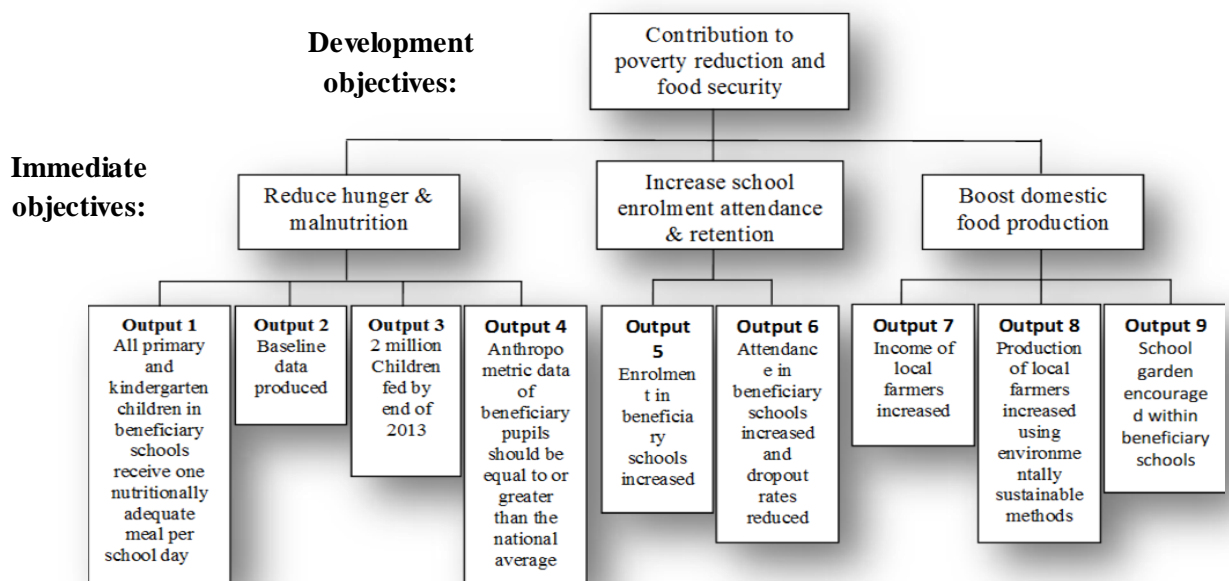 Development
objectives:
Contribution to
poverty reduction and
food security
Immediate
objectives:
Reduce hunger &
malnutrition
Increase school
enrolment attendance
& retention
Boost domestic
food production
Output 1
All primary
and
kindergarten
children in
beneficiary
schools
receive one
nutritionally
adequate
meal per
school day
Output 2
Baseline
data
produced
Output 3
2 million
Children
fed by
end of
2013
Output 4
Anthropo
metric data
of
beneficiary
pupils
should be
equal to or
greater
than the
national
average
Output
5
Enrolmen
t in
beneficia
ry
schools
increased
Output 6
Attendanc
e in
beneficiary
schools
increased
and
dropout
rates
reduced
Output 7
Income of
local
farmers
increased
Output 8
Production
of local
farmers
increased
using
environme
ntally
sustainable
methods
Output 9
School
garden
encourage
d within
beneficiary
schools